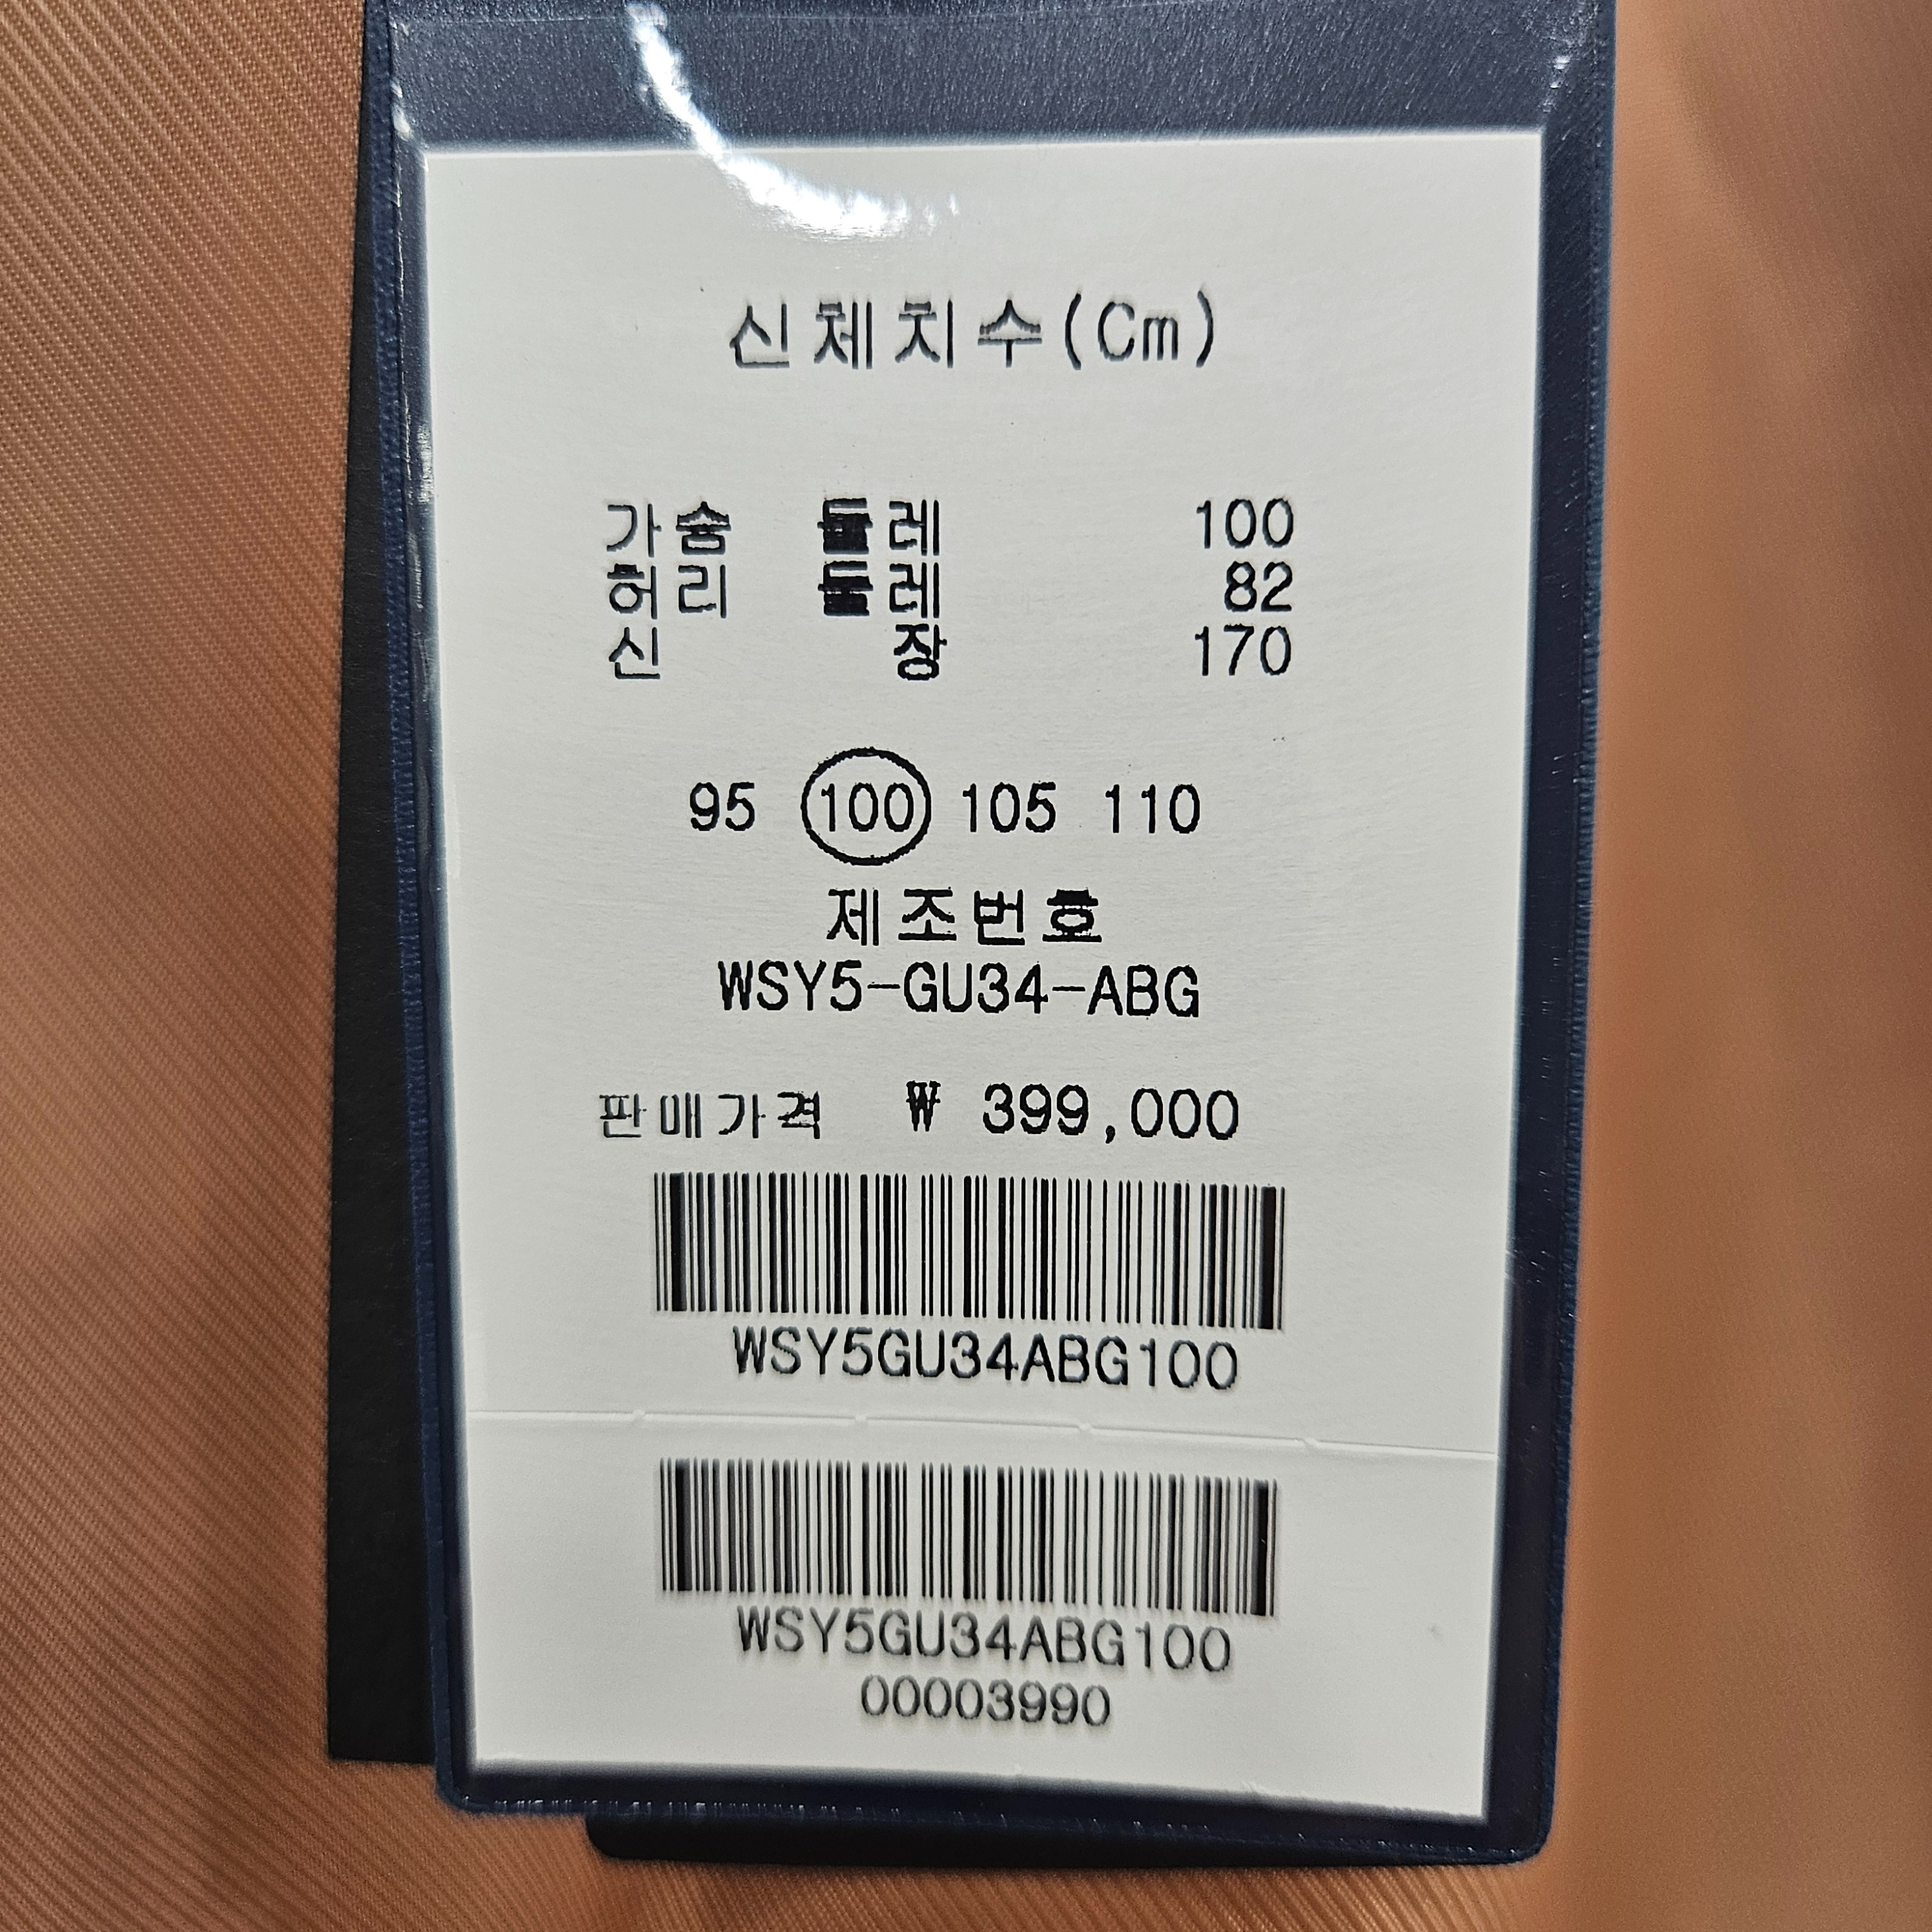 신체치수(Cm)
가슴 둘레 100
허리 둘레 82
신 장 170
95 100 105 110
제조번호
WSY5-GU34-ABG
판매가격 ₩ 399,000
WSY5GU34ABG100
WSY5GU34ABG100
00003990